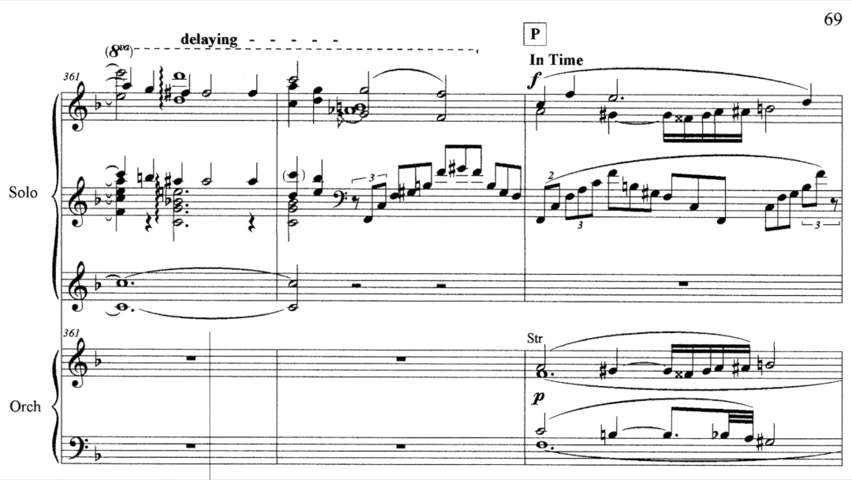 69
(8va) delaying
P
In Time
361
f
Solo
3
2
3
3
361
Str
p
Orch